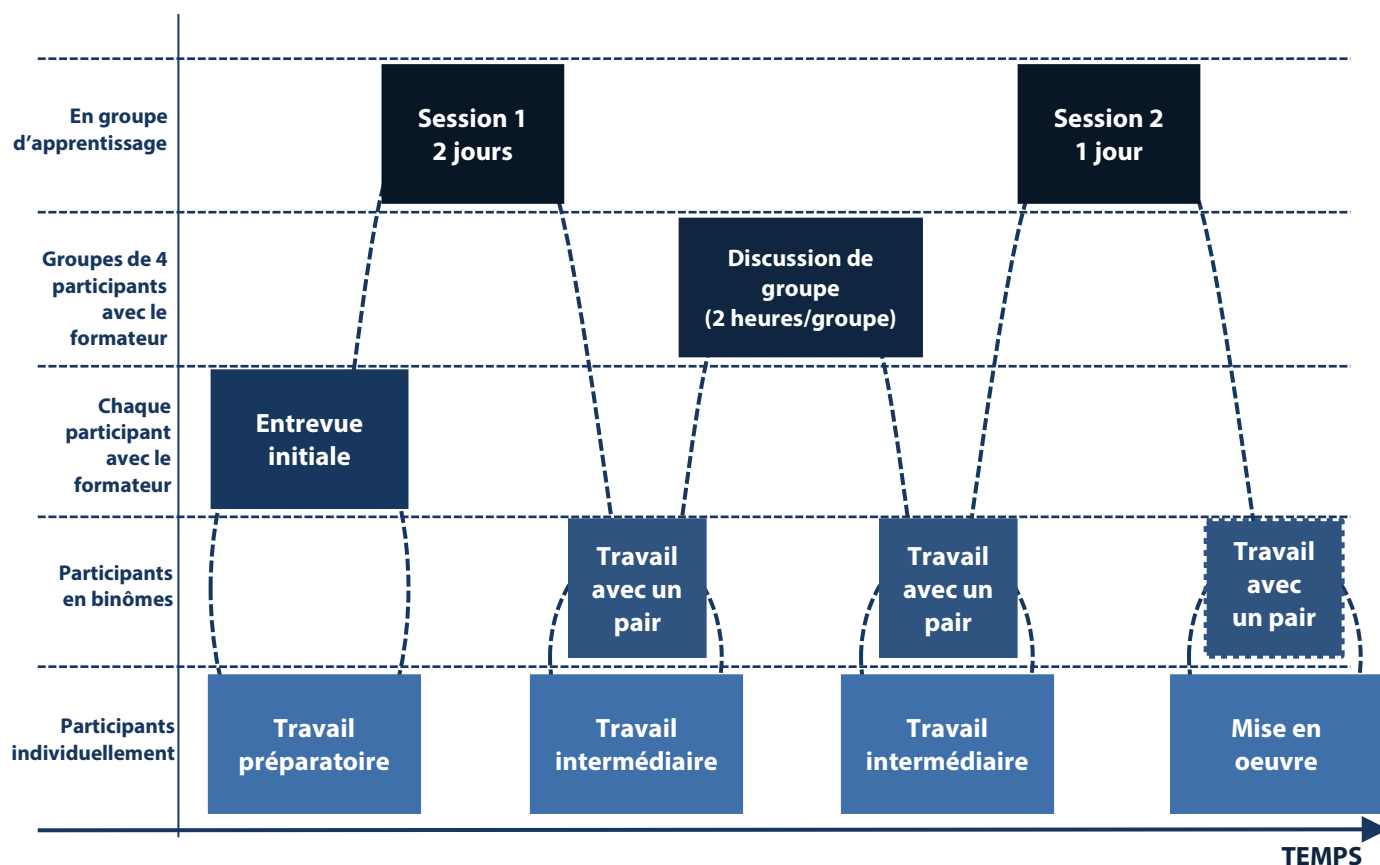 En groupe
d’apprentissage
Session 1
2 jours
Session 2
1 jour
Groupes de 4
participants
avec le
formateur
Discussion de
groupe
(2 heures/groupe)
Chaque
participant
avec le
formateur
Entrevue
initiale
Participants
en binômes
Travail
avec un
pair
Travail
avec un
pair
Travail
avec
un pair
Participants
individuellement
Travail
préparatoire
Travail
intermédiaire
Travail
intermédiaire
Mise en
oeuvre
TEMPS